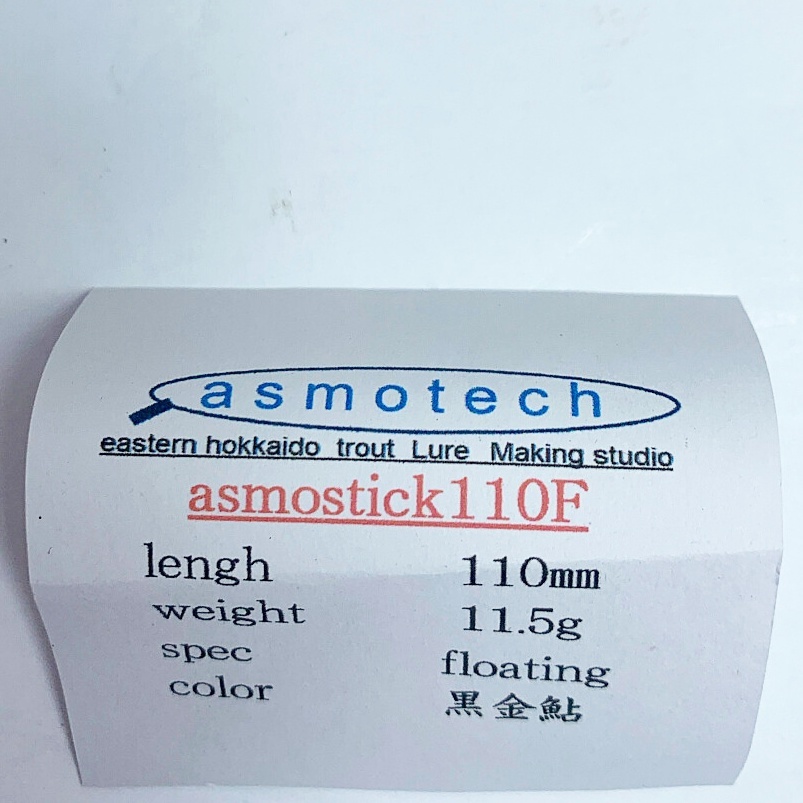 asmotech
eastern hokkaido trout Lure Making studio
asmostick110F
lengh 110mm
weight 11.5g
spec floating
color 黒金鮎